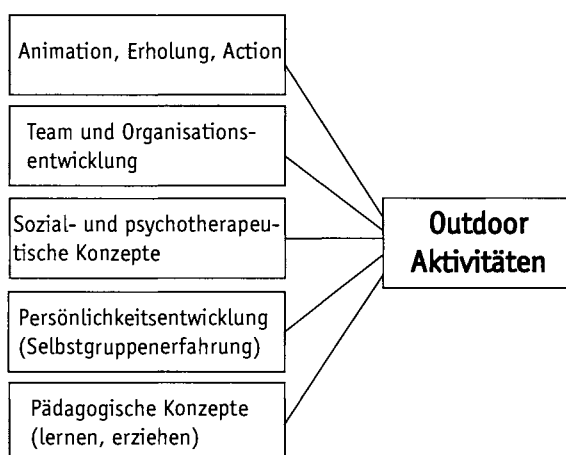 Animation, Erholung, Action
Team und Organisations-
entwicklung
Sozial- und psychotherapeu-
tische Konzepte
Persönlichkeitsentwicklung
(Selbstgruppenerfahrung)
Pädagogische Konzepte
(lernen, erziehen)
Outdoor
Aktivitäten